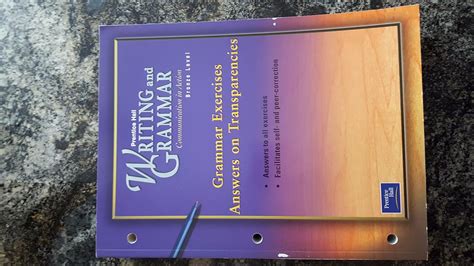 Prentice Hall
WRITING and
GRAMMAR
Communication in Action
Bronze Level
Grammar Exercises
Answers on Transparencies
• Answers to all exercises
• Facilitates self- and peer-correction
Prentice
Hall